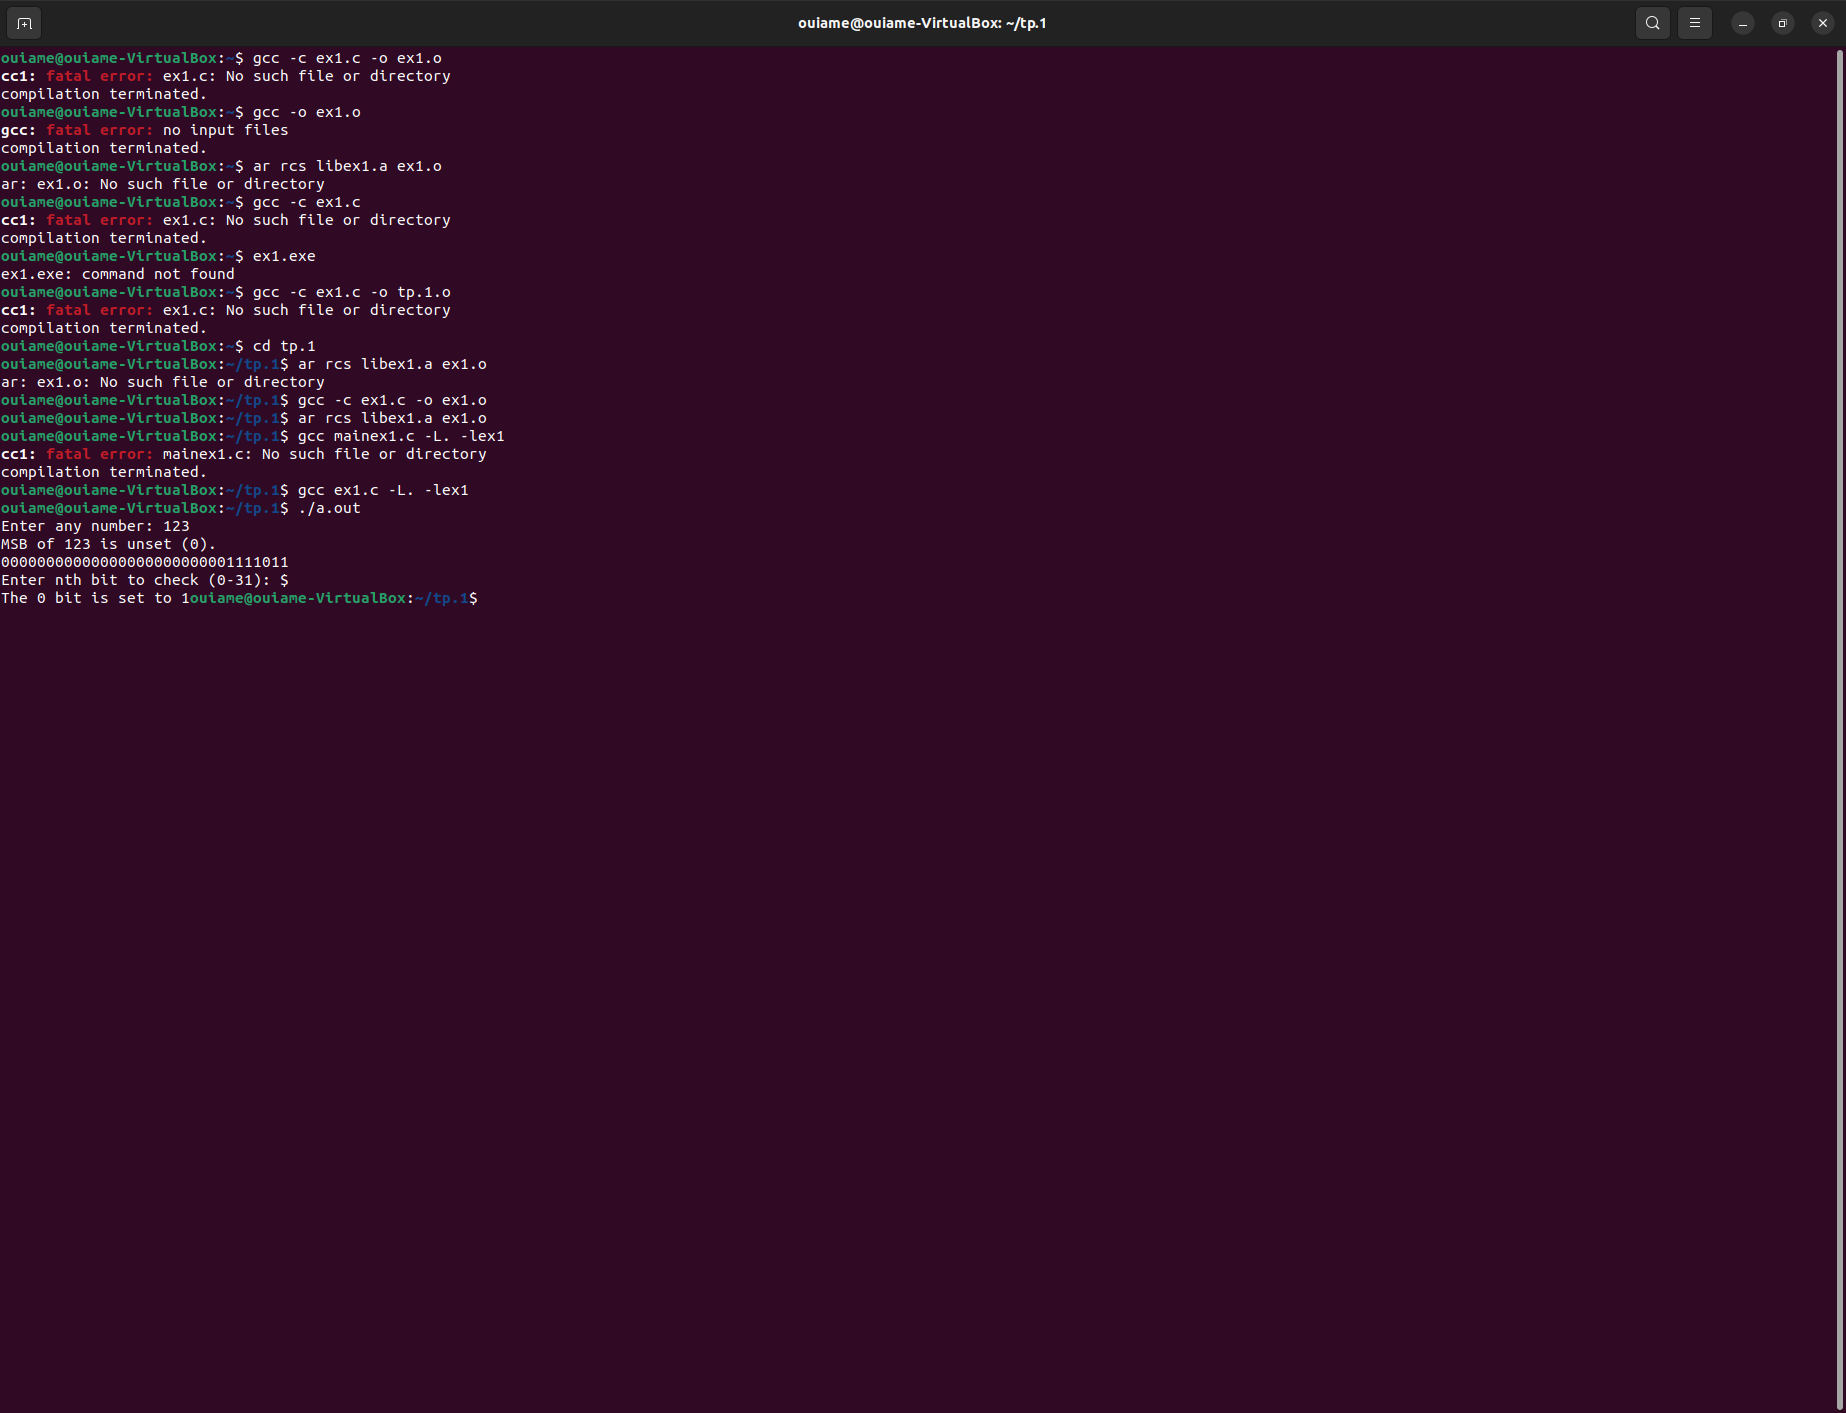 ouiame@ouiame-VirtualBox: ~/tp.1
ouiame@ouiame-VirtualBox:~$ gcc -c ex1.c -o ex1.o
cc1: fatal error: ex1.c: No such file or directory
compilation terminated.
ouiame@ouiame-VirtualBox:~$ gcc -o ex1.o
gcc: fatal error: no input files
compilation terminated.
ouiame@ouiame-VirtualBox:~$ ar rcs libex1.a ex1.o
ar: ex1.o: No such file or directory
ouiame@ouiame-VirtualBox:~$ gcc -c ex1.c
cc1: fatal error: ex1.c: No such file or directory
compilation terminated.
ouiame@ouiame-VirtualBox:~$ ex1.exe
ex1.exe: command not found
ouiame@ouiame-VirtualBox:~$ gcc -c ex1.c -o tp.1.o
cc1: fatal error: ex1.c: No such file or directory
compilation terminated.
ouiame@ouiame-VirtualBox:~$ cd tp.1
ouiame@ouiame-VirtualBox:~/tp.1$ ar rcs libex1.a ex1.o
ar: ex1.o: No such file or directory
ouiame@ouiame-VirtualBox:~/tp.1$ gcc -c ex1.c -o ex1.o
ouiame@ouiame-VirtualBox:~/tp.1$ ar rcs libex1.a ex1.o
ouiame@ouiame-VirtualBox:~/tp.1$ gcc mainex1.c -L. -lex1
cc1: fatal error: mainex1.c: No such file or directory
compilation terminated.
ouiame@ouiame-VirtualBox:~/tp.1$ gcc ex1.c -L. -lex1
ouiame@ouiame-VirtualBox:~/tp.1$ ./a.out
Enter any number: 123
MSB of 123 is unset (0).
00000000000000000000000001111011
Enter nth bit to check (0-31): $
The 0 bit is set to 1ouiame@ouiame-VirtualBox:~/tp.1$